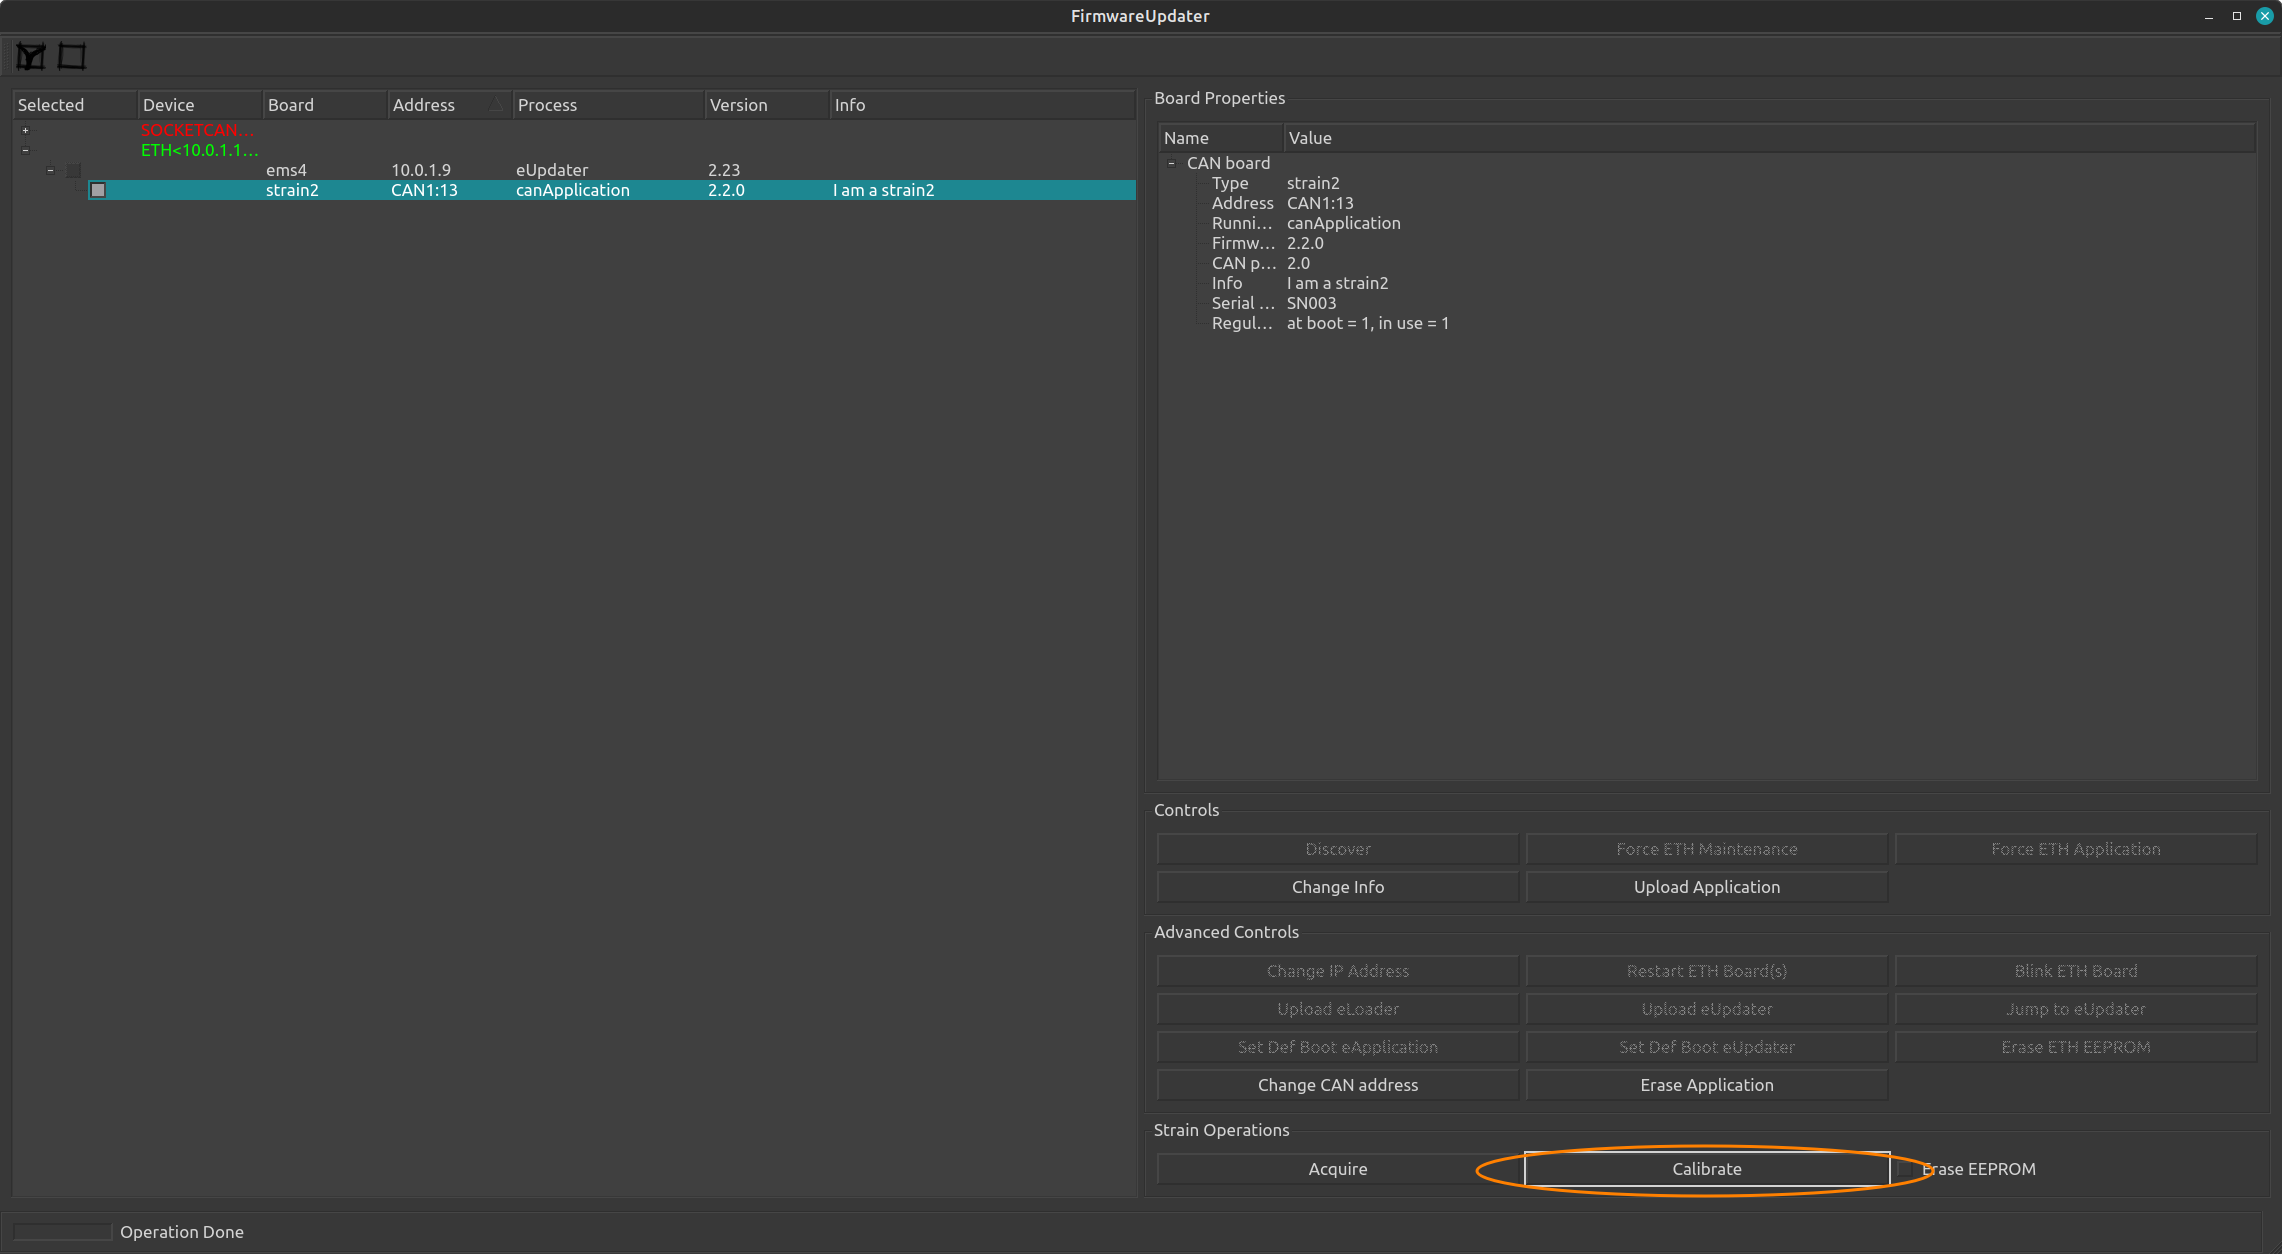 FirmwareUpdater
Selected Device Board Address Process Version Info
SOCKETCAN...
ETH<10.0.1.1...
ems4 10.0.1.9 eUpdater 2.23
strain2 CAN1:13 canApplication 2.2.0 I am a strain2
Board Properties
Name Value
CAN board
Type strain2
Address CAN1:13
Runni... canApplication
Firmw... 2.2.0
CAN p... 2.0
Info I am a strain2
Serial ... SN003
Regul... at boot = 1, in use = 1
Controls
Discover Force ETH Maintenance Force ETH Application
Change Info Upload Application
Advanced Controls
Change IP Address Restart ETH Board(s) Blink ETH Board
Upload eLoader Upload eUpdater Jump to eUpdater
Set Def Boot eApplication Set Def Boot eUpdater Erase ETH EEPROM
Change CAN address Erase Application
Strain Operations
Acquire Calibrate Erase EEPROM
Operation Done